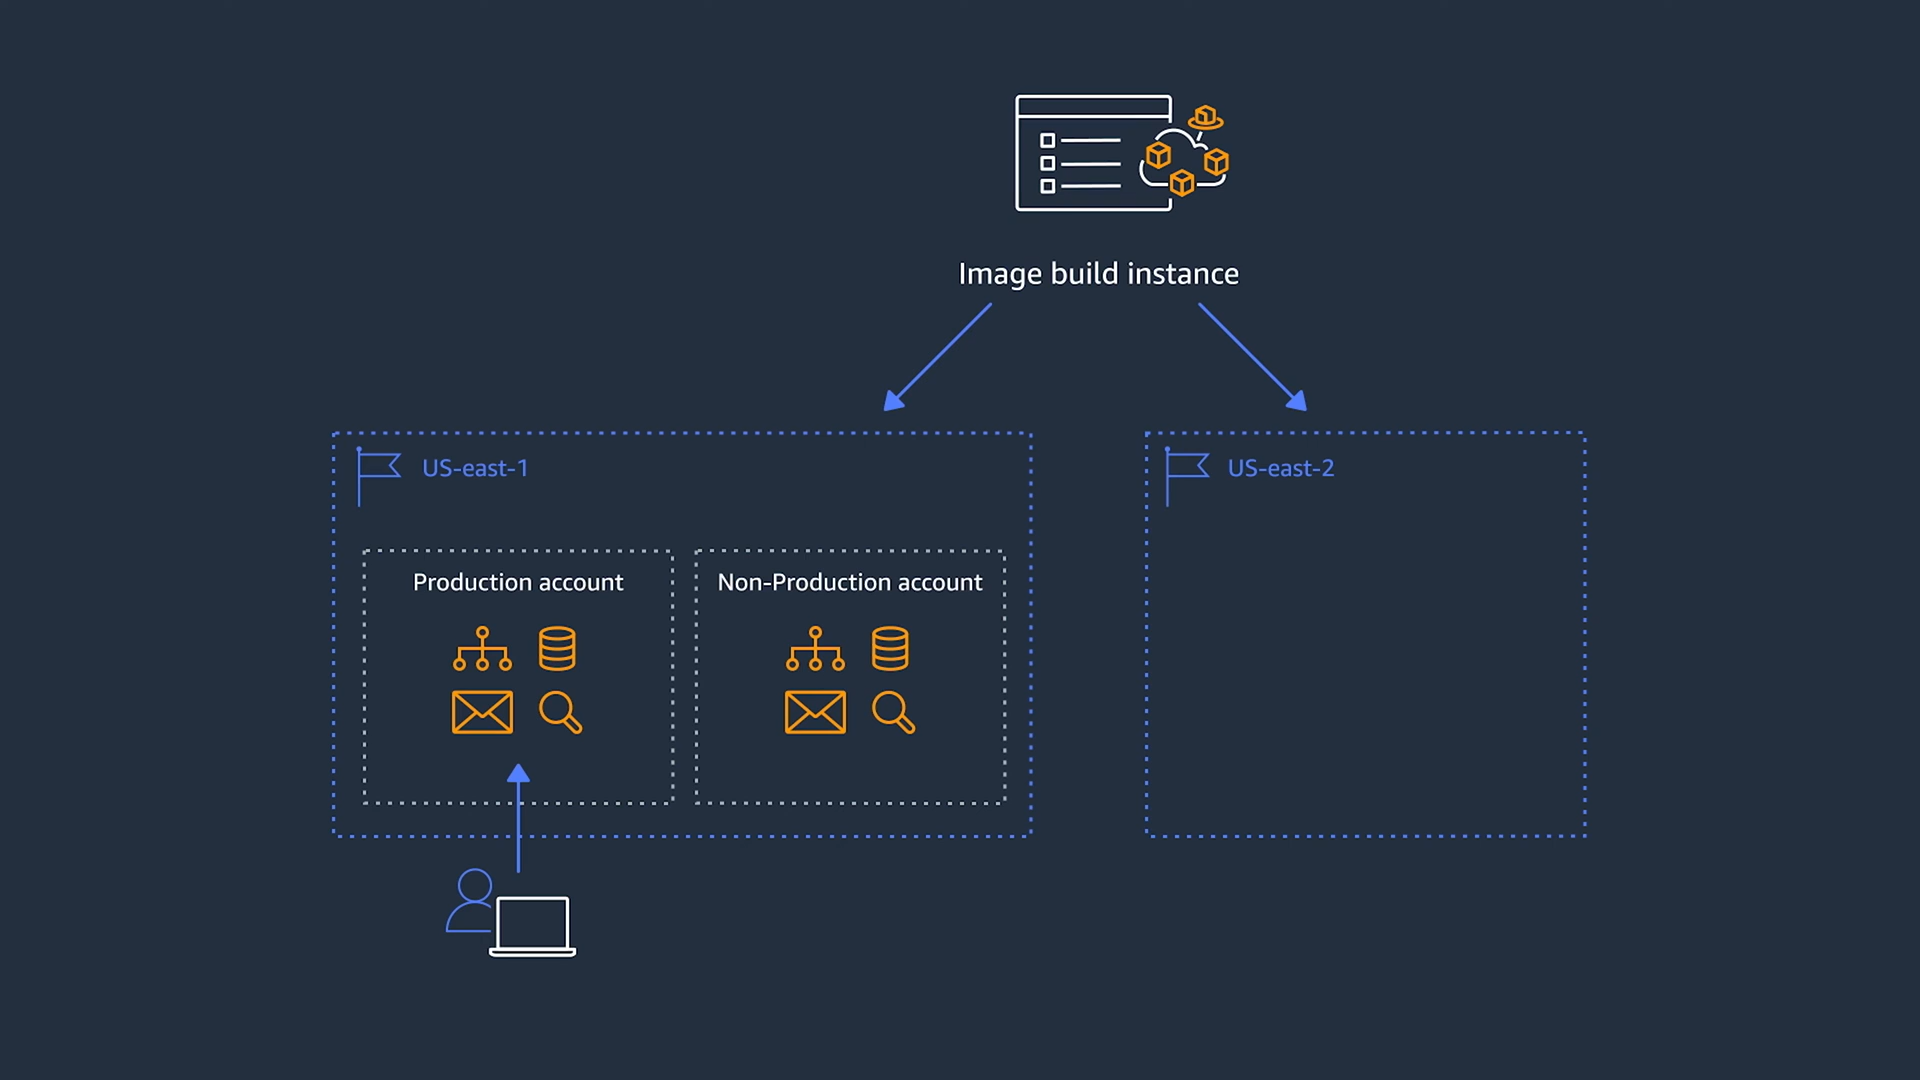 Image build instance
US-east-1
US-east-2
Production account
Non-Production account